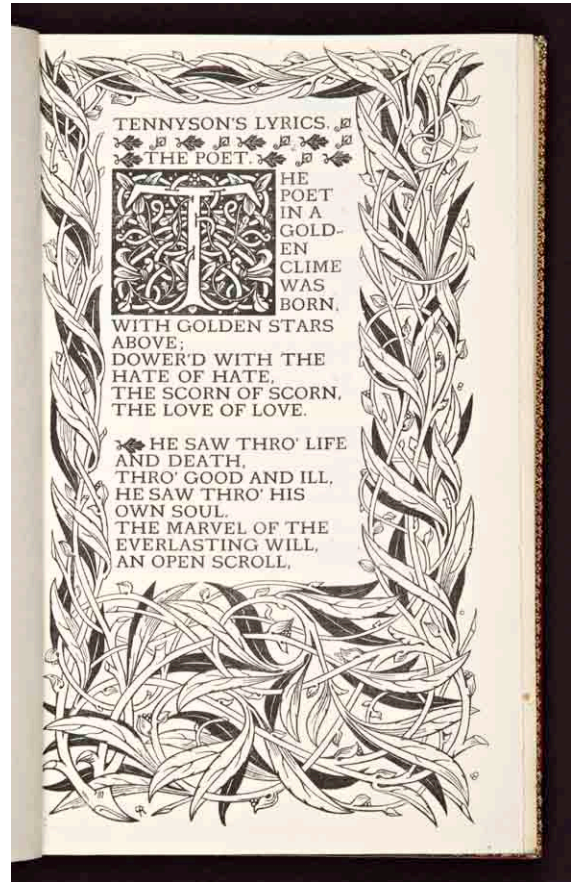 TENNYSON'S LYRICS.
THE POET.
THE
POET
IN A
GOLD-
EN
CLIME
WAS
BORN,
WITH GOLDEN STARS
ABOVE;
DOWER'D WITH THE
HATE OF HATE,
THE SCORN OF SCORN,
THE LOVE OF LOVE.
HE SAW THRO' LIFE
AND DEATH,
THRO' GOOD AND ILL,
HE SAW THRO' HIS
OWN SOUL.
THE MARVEL OF THE
EVERLASTING WILL,
AN OPEN SCROLL,